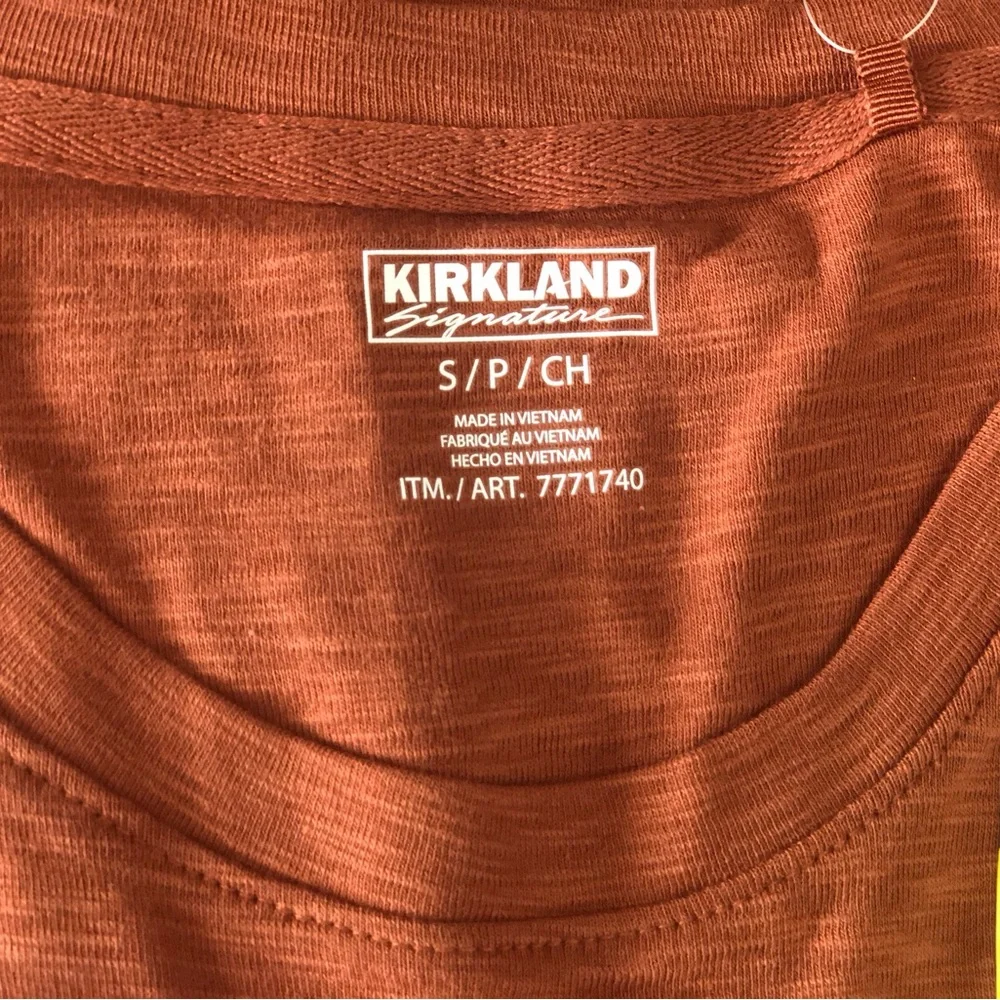 KIRKLAND
Signature
S / P / CH
MADE IN VIETNAM
FABRIQUÉ AU VIETNAM
HECHO EN VIETNAM
ITM. / ART. 7771740